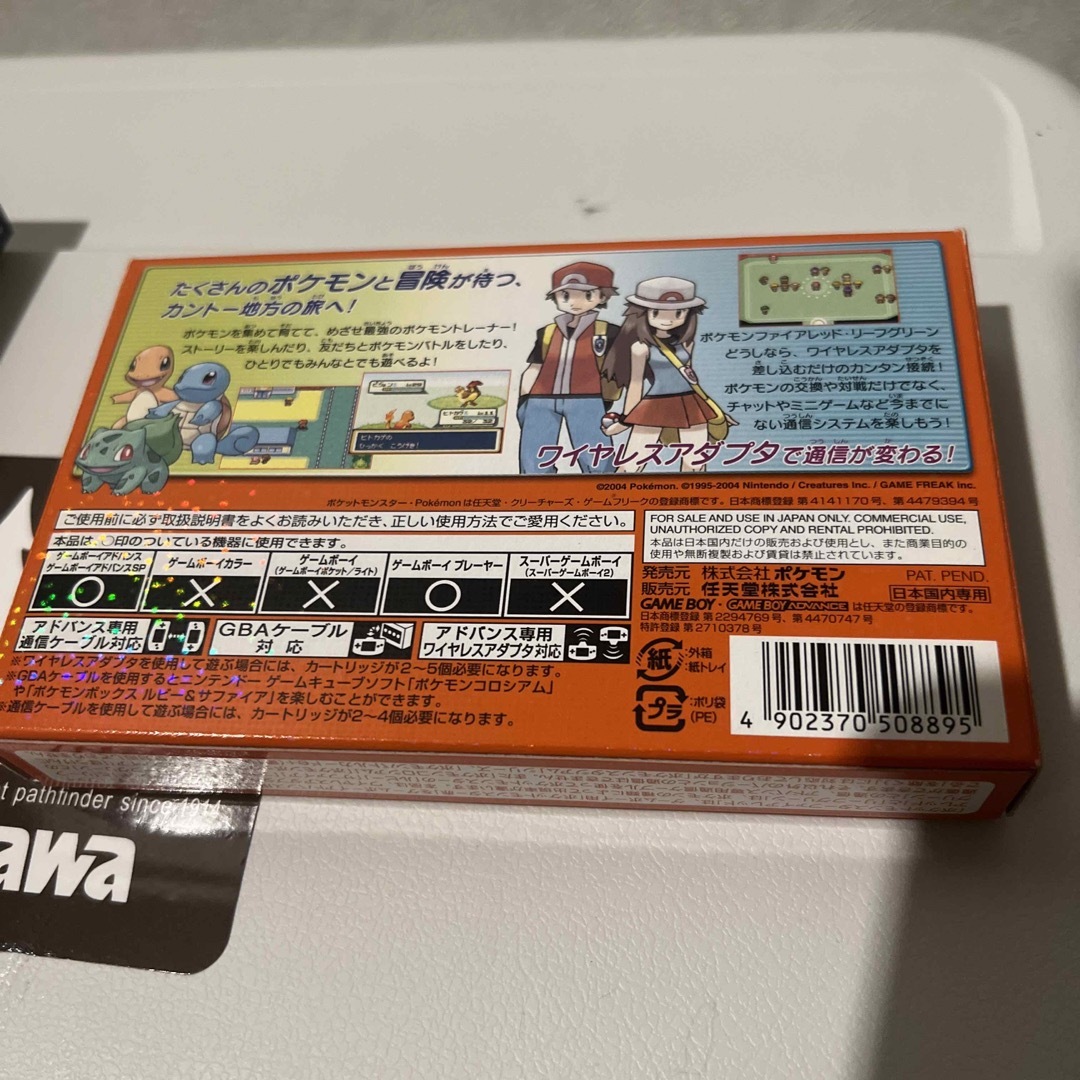 たくさんのポケモンと冒険が待つ、
カントー地方の旅へ!
ポケモンを集めて育てて、めざせ最強のポケモントレーナー!
ストーリーを楽しんだり、友だちとポケモンバトルをしたり、
ひとりでもみんなとでも遊べるよ!
ポケモンファイアレッド・リーフグリーン
どうしなら、ワイヤレスアダプタを
差し込むだけのカンタン接続!
ポケモンの交換や対戦だけでなく、
チャットやミニゲームなど今までに
ない通信システムを楽しもう!
ワイヤレスアダプタで通信が変わる!
©2004 Pokémon. ©1995-2004 Nintendo / Creatures inc. / GAME FREAK inc.
ポケットモンスター・Pokémonは任天堂・クリーチャーズ・ゲームフリークの登録商標です。日本商標登録 第4141170号、第4479394号
ご使用前に必ず取扱説明書をよくお読みいただき、正しい使用方法でご愛用ください。
本品は、○印のついている機器に使用できます。
ゲームボーイアドバンス
ゲームボーイアドバンスSP
○
ゲームボーイカラー
×
ゲームボーイ
(ゲームボーイポケット/ライト)
×
ゲームボーイ プレーヤー
○
スーパーゲームボーイ
(スーパーゲームボーイ2)
×
アドバンス専用
通信ケーブル対応
GBAケーブル
対応
アドバンス専用
ワイヤレスアダプタ対応
※ワイヤレスアダプタを使用して遊ぶ場合には、カートリッジが2~5個必要になります。
※GBAケーブルを使用するとニンテンドー ゲームキューブソフト「ポケモンコロシアム」
や「ポケモンボックス ルビー&サファイア」を楽しむことができます。
※通信ケーブルを使用して遊ぶ場合には、カートリッジが2~4個必要になります。
FOR SALE AND USE IN JAPAN ONLY. COMMERCIAL USE,
UNAUTHORIZED COPY AND RENTAL PROHIBITED.
本品は日本国内だけの販売および使用とし、また商業目的の
使用や無断複製および賃貸は禁止されています。
発売元 株式会社ポケモン PAT. PEND.
販売元 任天堂株式会社 日本国内専用
GAME BOY・GAME BOY ADVANCE は任天堂の登録商標です。
日本商標登録 第2294769号、第4470747号
特許登録 第2710378号
紙
:外箱
紙トレイ
プラ
:ポリ袋
(PE)
4 902370 508895
t pathfinder since 1944
awa